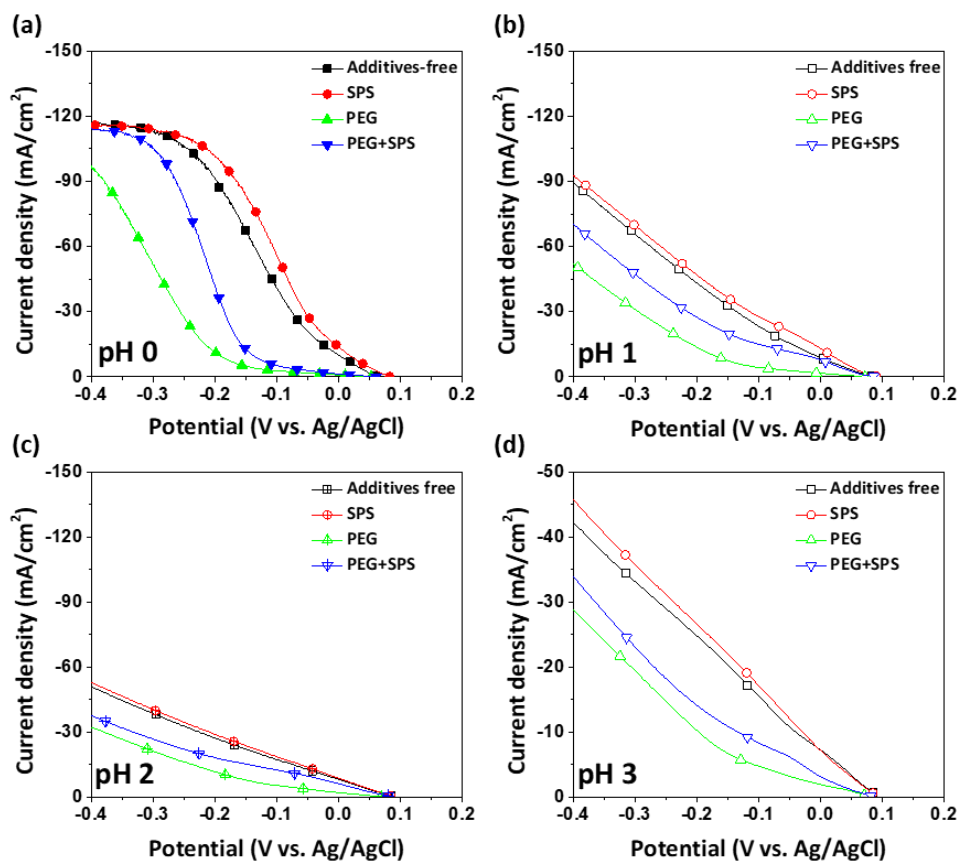 (a)
-150
-120
-90
-60
-30
0
Current density (mA/cm²)
Additives-free
SPS
PEG
PEG+SPS
pH 0
-0.4 -0.3 -0.2 -0.1 0.0 0.1 0.2
Potential (V vs. Ag/AgCl)
(b)
-150
-120
-90
-60
-30
0
Current density (mA/cm²)
Additives free
SPS
PEG
PEG+SPS
pH 1
-0.4 -0.3 -0.2 -0.1 0.0 0.1 0.2
Potential (V vs. Ag/AgCl)
(c)
-150
-120
-90
-60
-30
0
Current density (mA/cm²)
Additives free
SPS
PEG
PEG+SPS
pH 2
-0.4 -0.3 -0.2 -0.1 0.0 0.1 0.2
Potential (V vs. Ag/AgCl)
(d)
-50
-40
-30
-20
-10
0
Current density (mA/cm²)
Additives free
SPS
PEG
PEG+SPS
pH 3
-0.4 -0.3 -0.2 -0.1 0.0 0.1 0.2
Potential (V vs. Ag/AgCl)